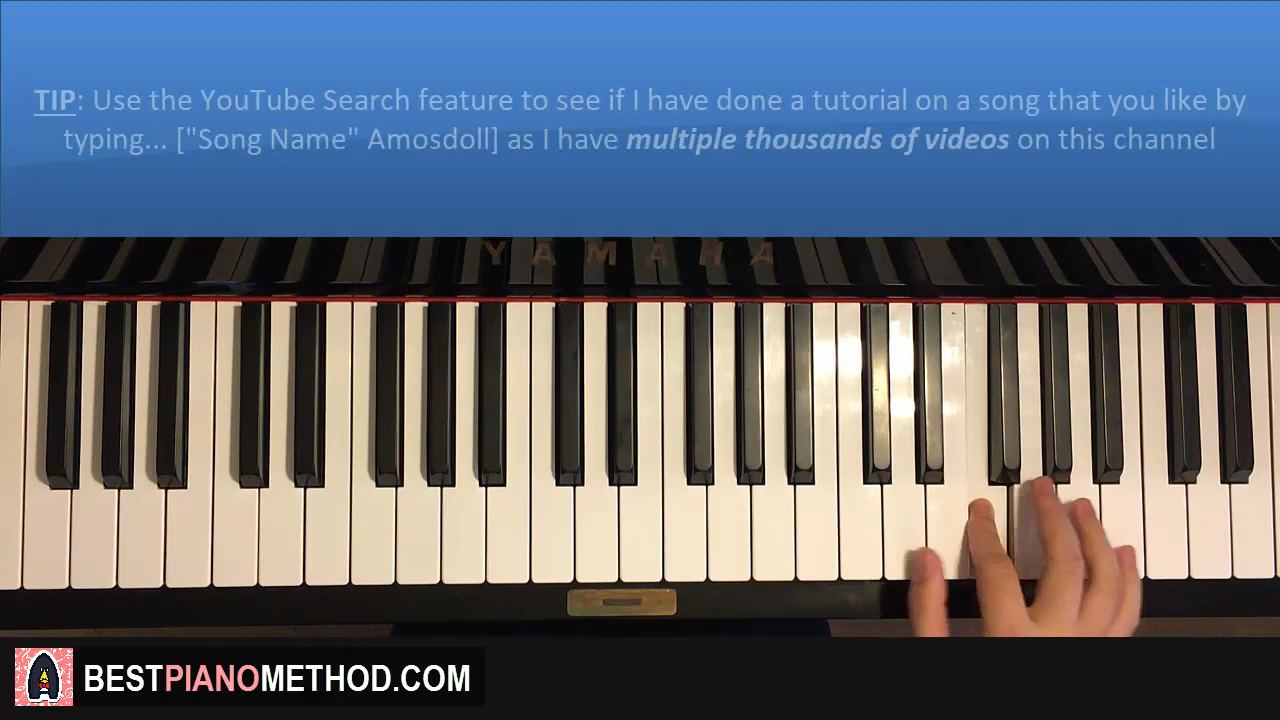 TIP: Use the YouTube Search feature to see if I have done a tutorial on a song that you like by
typing... ["Song Name" Amosdoll] as I have multiple thousands of videos on this channel
YAMAHA
BESTPIANOMETHOD.COM